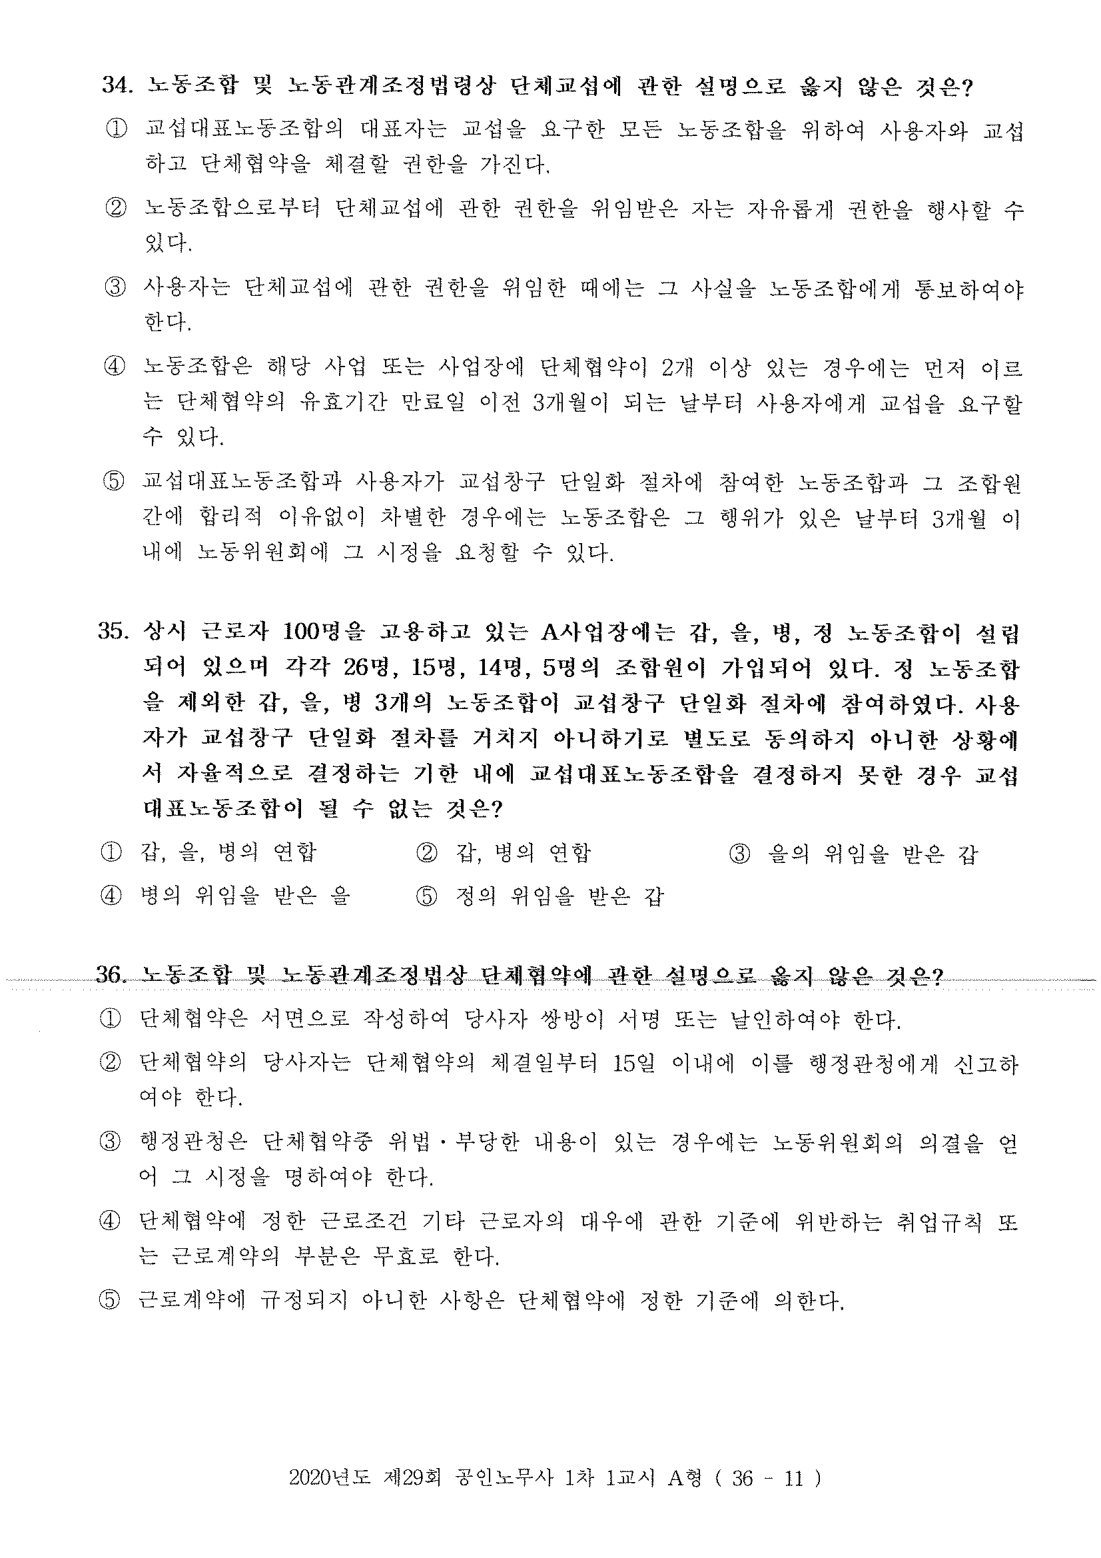 34. 노동조합 및 노동관계조정법령상 단체교섭에 관한 설명으로 옳지 않은 것은?
① 교섭대표노동조합의 대표자는 교섭을 요구한 모든 노동조합을 위하여 사용자와 교섭
하고 단체협약을 체결할 권한을 가진다.
② 노동조합으로부터 단체교섭에 관한 권한을 위임받은 자는 자유롭게 권한을 행사할 수
있다.
③ 사용자는 단체교섭에 관한 권한을 위임한 때에는 그 사실을 노동조합에게 통보하여야
한다.
④ 노동조합은 해당 사업 또는 사업장에 단체협약이 2개 이상 있는 경우에는 먼저 이르
는 단체협약의 유효기간 만료일 이전 3개월이 되는 날부터 사용자에게 교섭을 요구할
수 있다.
⑤ 교섭대표노동조합과 사용자가 교섭창구 단일화 절차에 참여한 노동조합과 그 조합원
간에 합리적 이유없이 차별한 경우에는 노동조합은 그 행위가 있은 날부터 3개월 이
내에 노동위원회에 그 시정을 요청할 수 있다.
35. 상시 근로자 100명을 고용하고 있는 A사업장에는 갑, 을, 병, 정 노동조합이 설립
되어 있으며 각각 26명, 15명, 14명, 5명의 조합원이 가입되어 있다. 정 노동조합
을 제외한 갑, 을, 병 3개의 노동조합이 교섭창구 단일화 절차에 참여하였다. 사용
자가 교섭창구 단일화 절차를 거치지 아니하기로 별도로 동의하지 아니한 상황에
서 자율적으로 결정하는 기한 내에 교섭대표노동조합을 결정하지 못한 경우 교섭
대표노동조합이 될 수 없는 것은?
① 갑, 을, 병의 연합 ② 갑, 병의 연합 ③ 을의 위임을 받은 갑
④ 병의 위임을 받은 을 ⑤ 정의 위임을 받은 갑
36. 노동조합 및 노동관계조정법상 단체협약에 관한 설명으로 옳지 않은 것은?
① 단체협약은 서면으로 작성하여 당사자 쌍방이 서명 또는 날인하여야 한다.
② 단체협약의 당사자는 단체협약의 체결일부터 15일 이내에 이를 행정관청에게 신고하
여야 한다.
③ 행정관청은 단체협약중 위법·부당한 내용이 있는 경우에는 노동위원회의 의결을 얻
어 그 시정을 명하여야 한다.
④ 단체협약에 정한 근로조건 기타 근로자의 대우에 관한 기준에 위반하는 취업규칙 또
는 근로계약의 부분은 무효로 한다.
⑤ 근로계약에 규정되지 아니한 사항은 단체협약에 정한 기준에 의한다.
2020년도 제29회 공인노무사 1차 1교시 A형 ( 36 - 11 )